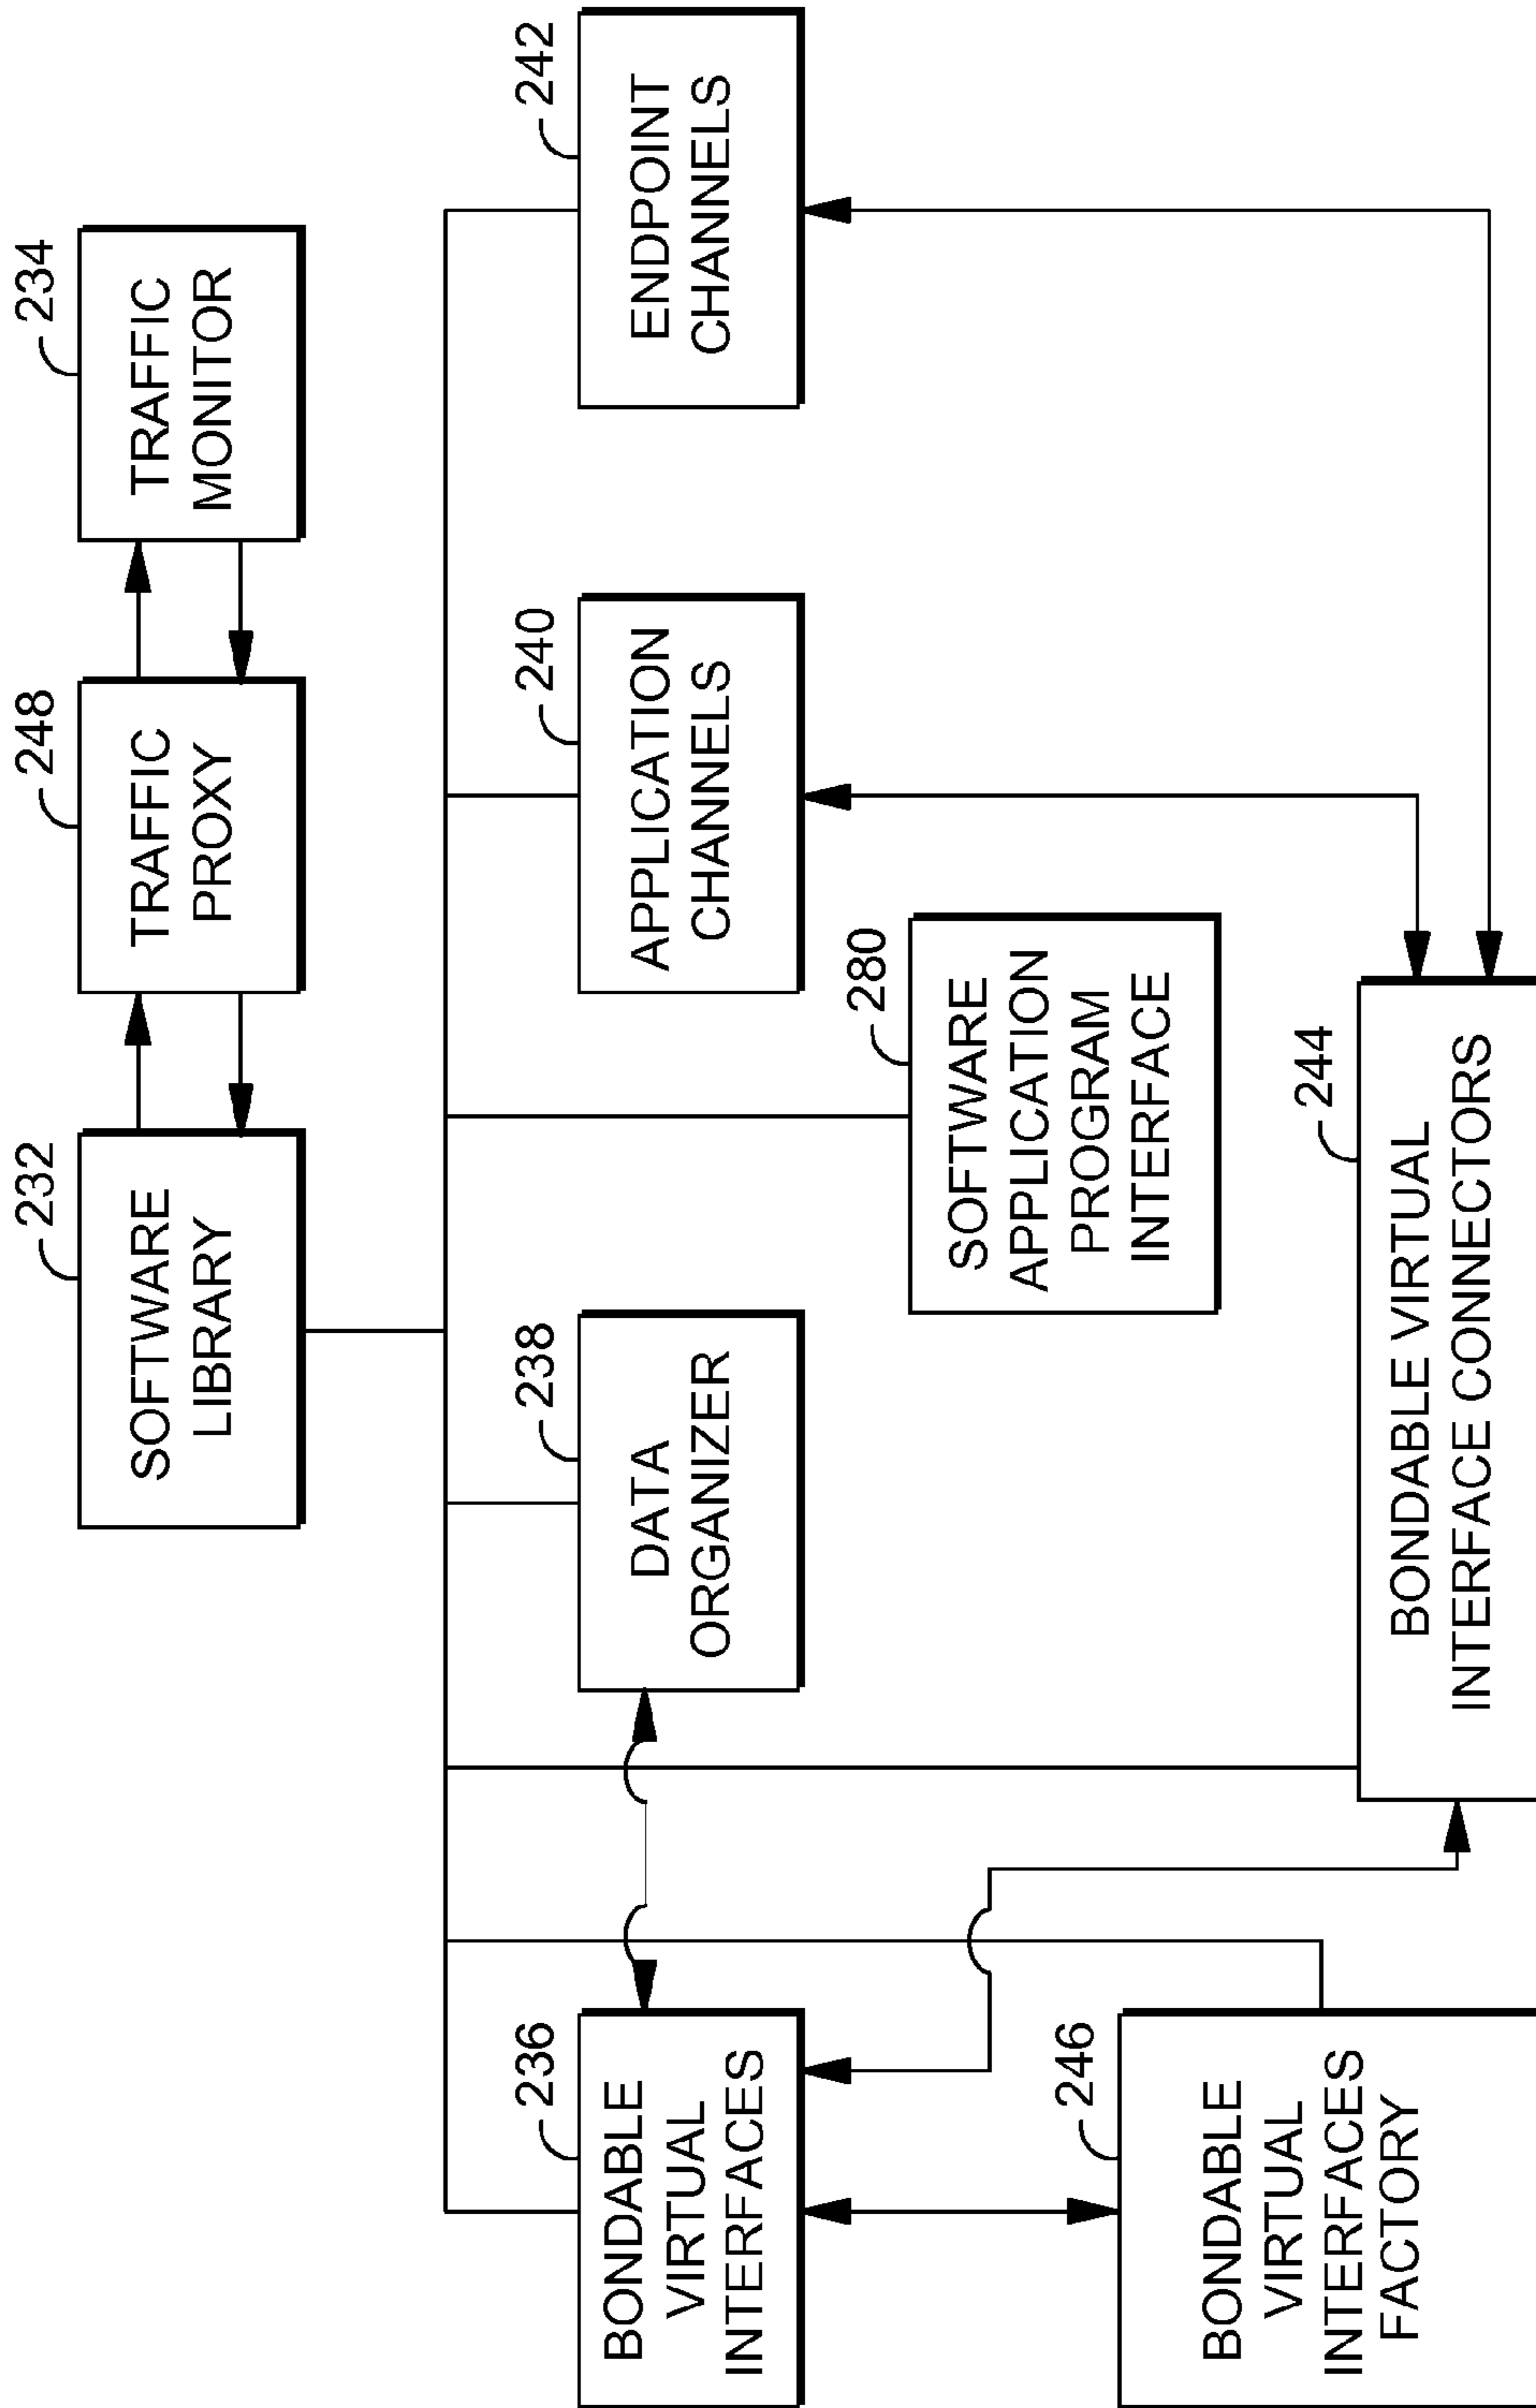 232
SOFTWARE
LIBRARY
248
TRAFFIC
PROXY
234
TRAFFIC
MONITOR
236
BONDABLE
VIRTUAL
INTERFACES
238
DATA
ORGANIZER
240
APPLICATION
CHANNELS
242
ENDPOINT
CHANNELS
280
SOFTWARE
APPLICATION
PROGRAM
INTERFACE
246
BONDABLE
VIRTUAL
INTERFACES
FACTORY
244
BONDABLE VIRTUAL
INTERFACE CONNECTORS